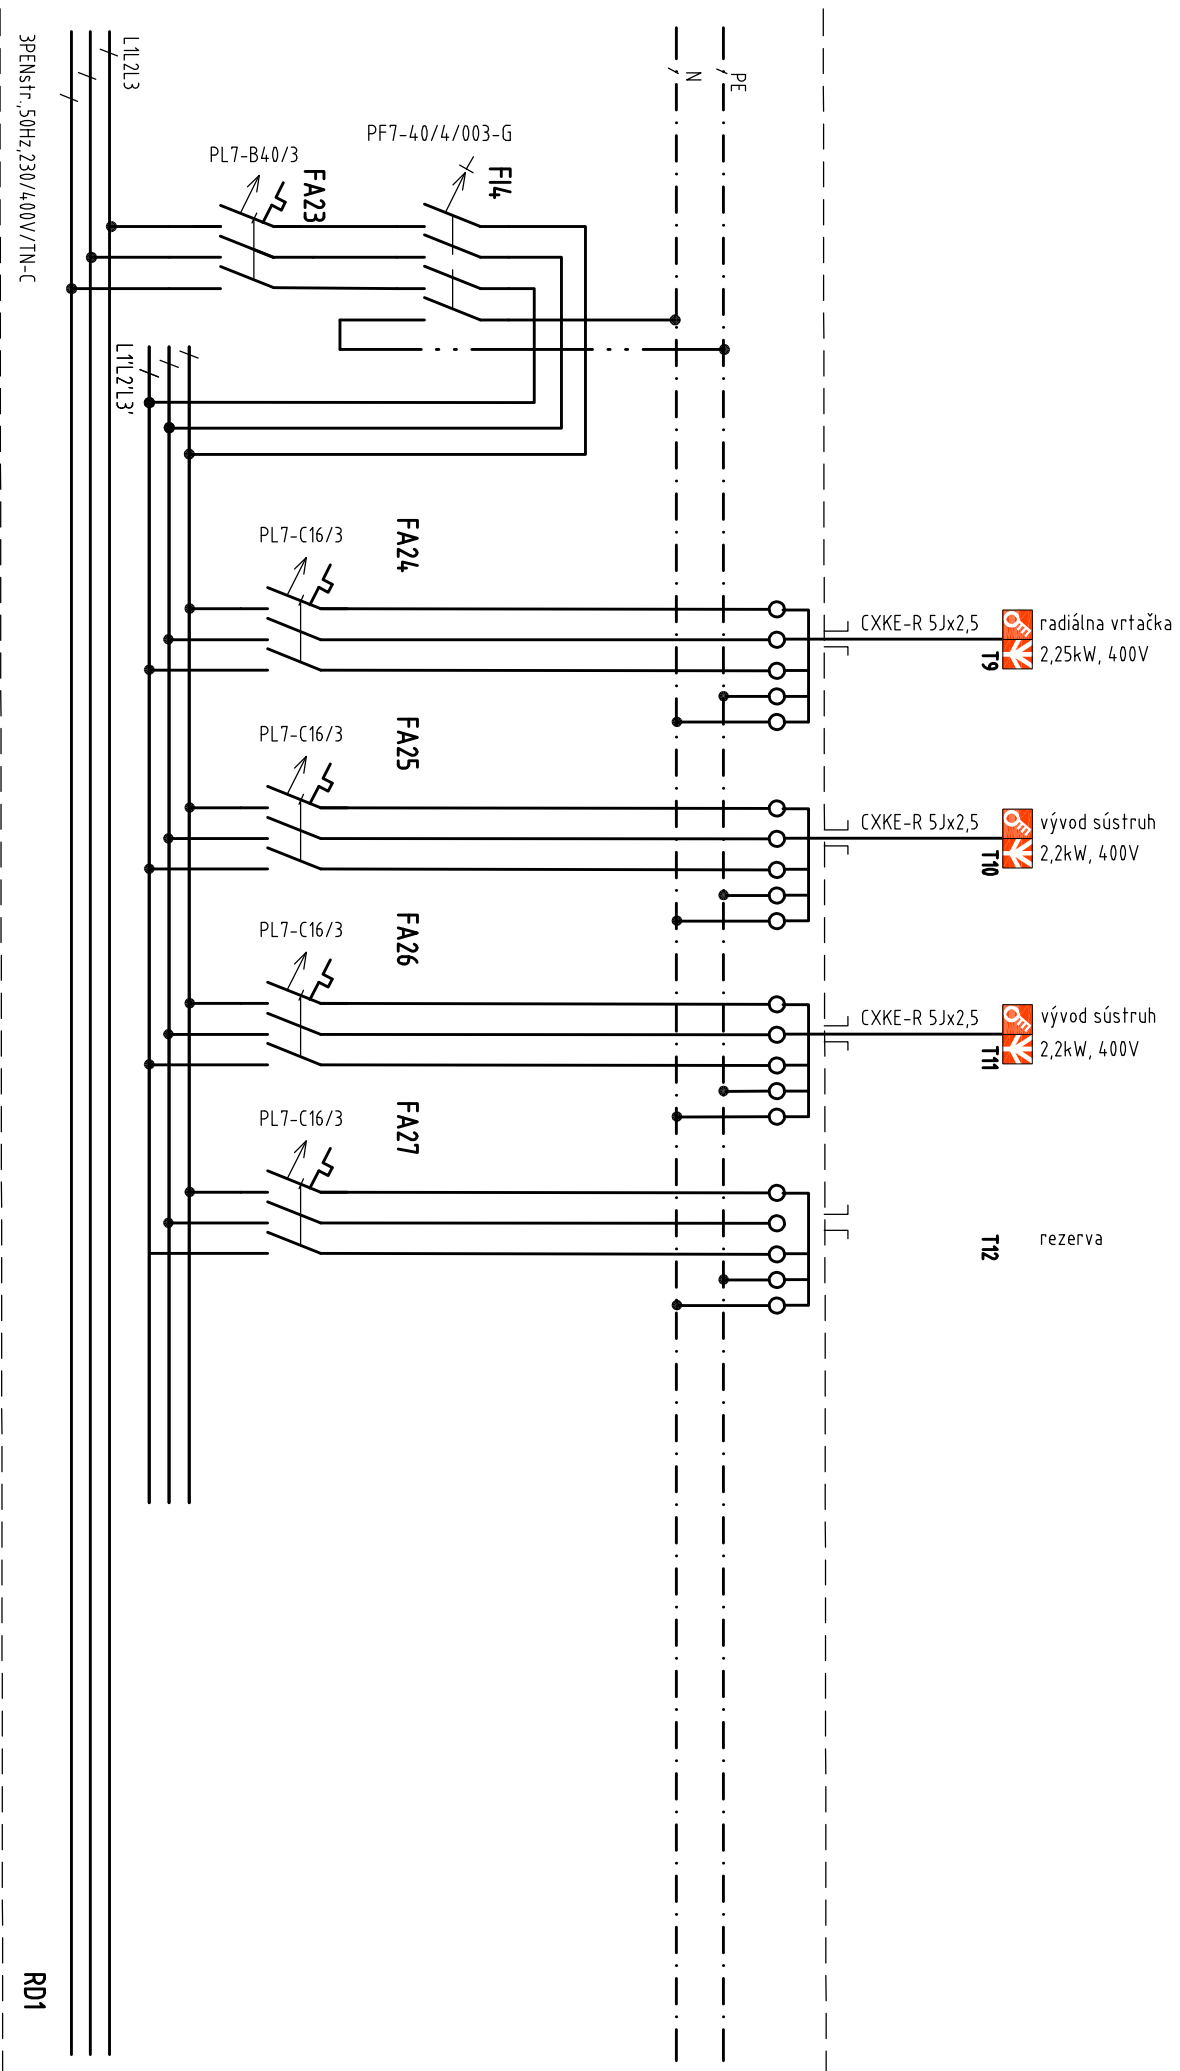 PE
N
L1L2L3
3PENstr.,50Hz,230/400V/TN-C
PF7-40/4/003-G
FI4
PL7-B40/3
FA23
L1'L2'L3'
PL7-C16/3
FA24
CXKE-R 5Jx2,5
T9
radiálna vrtačka
2,25kW, 400V
PL7-C16/3
FA25
CXKE-R 5Jx2,5
T10
vývod sústruh
2,2kW, 400V
PL7-C16/3
FA26
CXKE-R 5Jx2,5
T11
vývod sústruh
2,2kW, 400V
PL7-C16/3
FA27
T12
rezerva
RD1